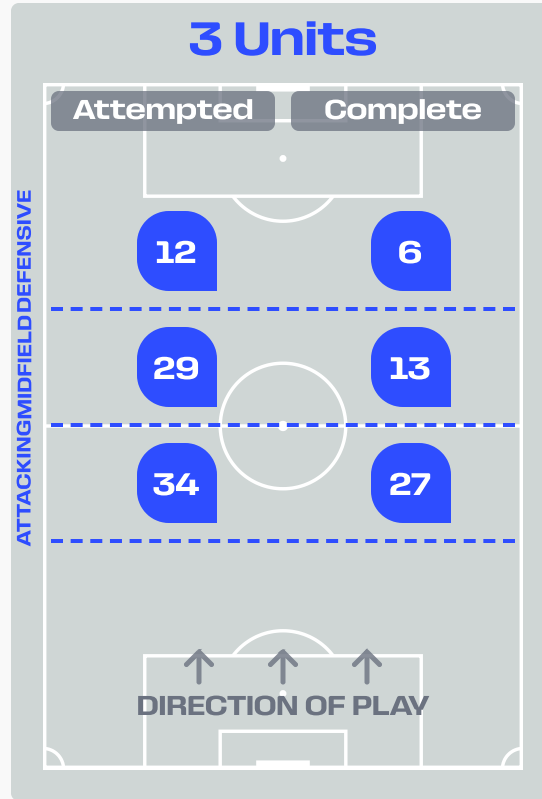 3 Units
Attempted Complete
DEFENSIVE
12 6
MIDFIELD
29 13
ATTACKING
34 27
DIRECTION OF PLAY